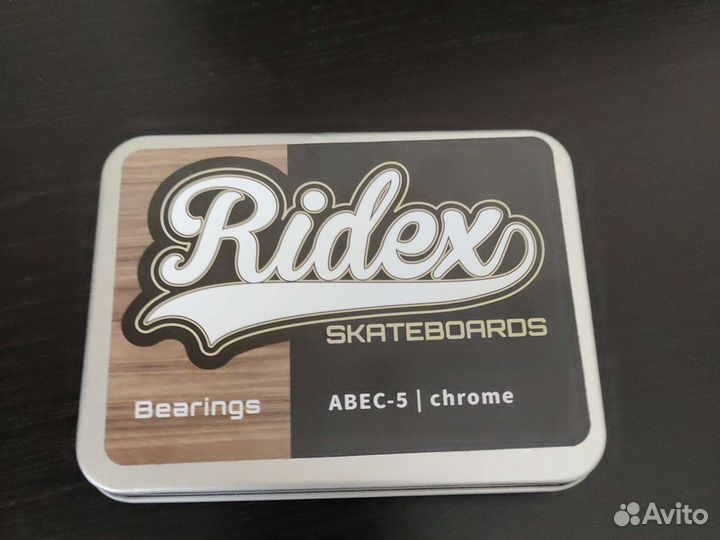 Ridex
SKATEBOARDS
Bearings
ABEC-5 | chrome
Avito